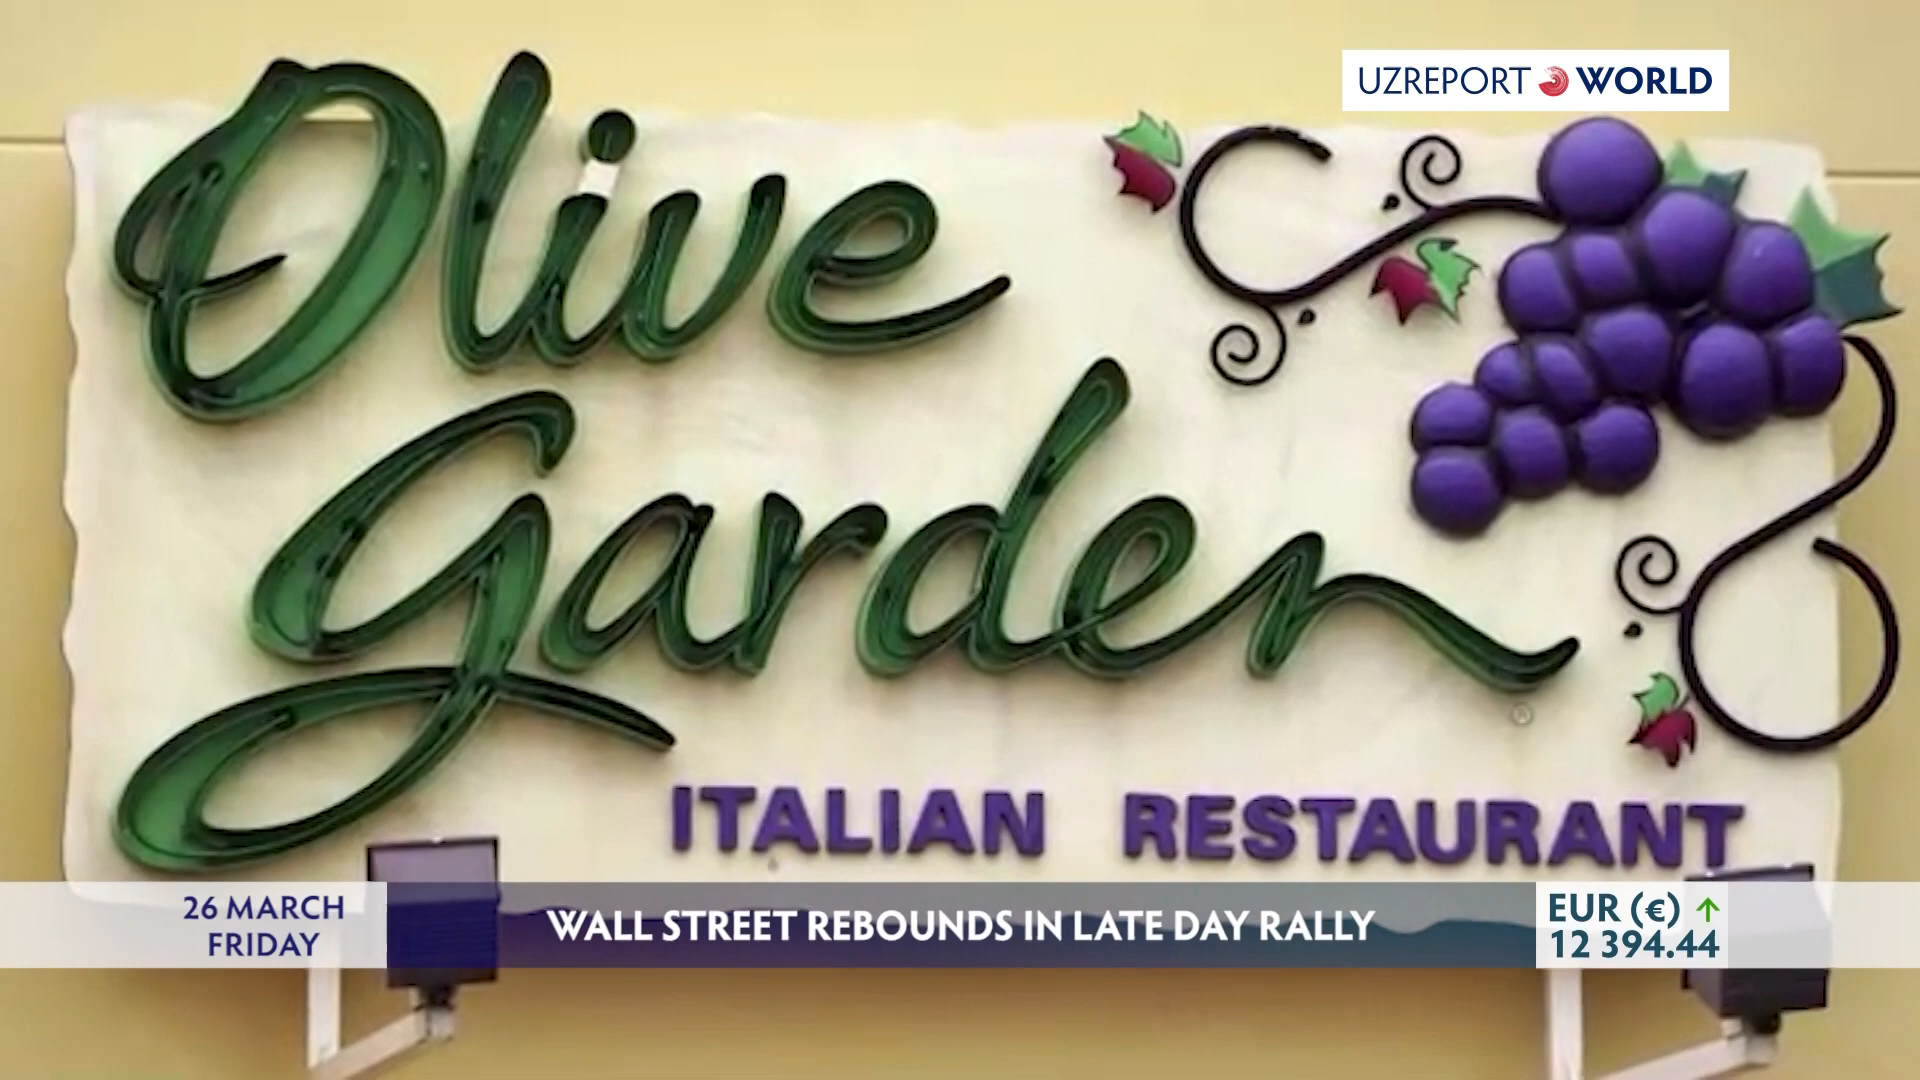 UZREPORT WORLD
Olive
Garden
®
ITALIAN RESTAURANT
26 MARCH
FRIDAY
WALL STREET REBOUNDS IN LATE DAY RALLY
EUR (€) ↑
12 394.44